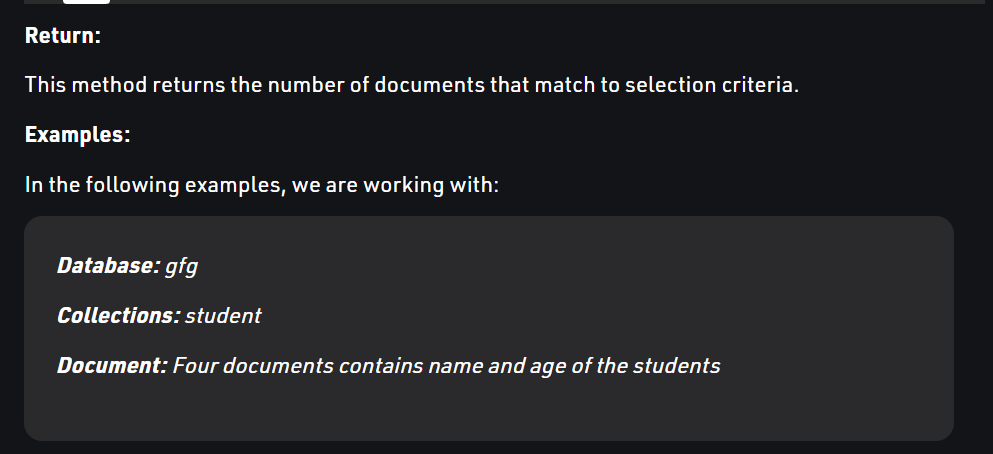 Return:
This method returns the number of documents that match to selection criteria.
Examples:
In the following examples, we are working with:
Database: gfg
Collections: student
Document: Four documents contains name and age of the students